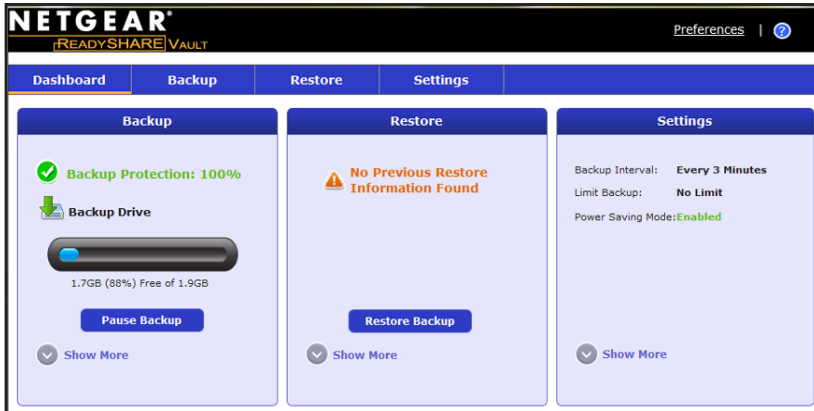 NETGEAR®
READYSHARE VAULT
Preferences | ?
Dashboard Backup Restore Settings
Backup
Backup Protection: 100%
Backup Drive
1.7GB (88%) Free of 1.9GB
Pause Backup
Show More
Restore
No Previous Restore
Information Found
Restore Backup
Show More
Settings
Backup Interval: Every 3 Minutes
Limit Backup: No Limit
Power Saving Mode:Enabled
Show More